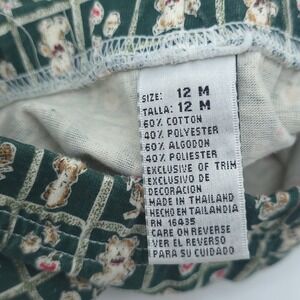 SIZE: 12 M
TALLA: 12 M
60% COTTON
40% POLYESTER
60% ALGODON
40% POLIESTER
EXCLUSIVE OF TRIM
EXCLUSIVO DE
DECORACION
MADE IN THAILAND
HECHO EN TAILANDIA
RN 16435
CARE ON REVERSE
VER EL REVERSO
PARA SU CUIDADO